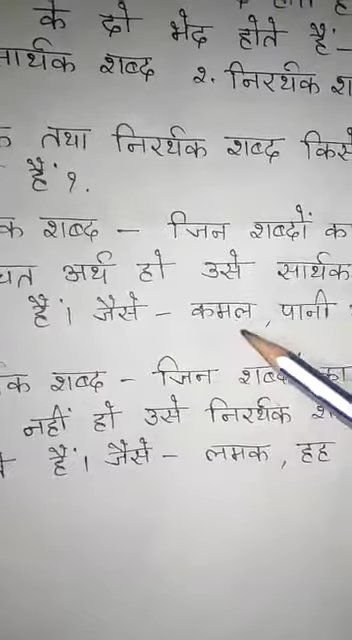 के दो भेद होते हैं-
सार्थक शब्द २. निरर्थक
तथा निरर्थक शब्द किसे
हैं १.
शब्द - जिन शब्दों का
अर्थ हो उसे सार्थक
हैं। जैसे - कमल, पानी
शब्द - जिन शब्दों का
नहीं हो उसे निरर्थक
हैं। जैसे - लमक, हह